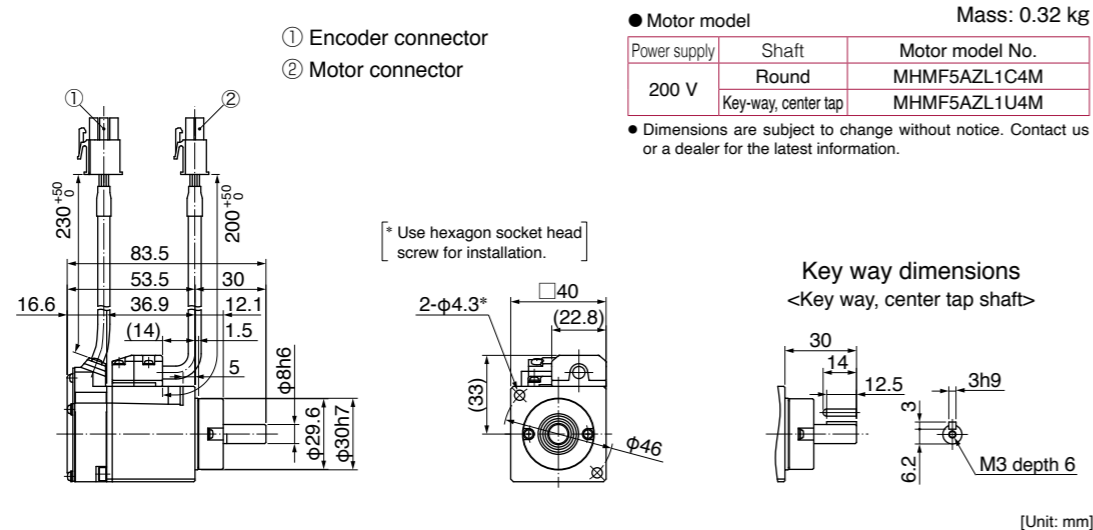 ① Encoder connector
② Motor connector
● Motor model
Mass: 0.32 kg
Power supply Shaft Motor model No.
200 V
Round MHMF5AZL1C4M
Key-way, center tap MHMF5AZL1U4M
● Dimensions are subject to change without notice. Contact us
or a dealer for the latest information.
① ②
230 +50 0
200 +50 0
83.5
53.5 30
16.6 36.9 12.1
(14) 1.5
5
ϕ8h6
ϕ29.6
ϕ30h7
* Use hexagon socket head
screw for installation.
□40
2-ϕ4.3*
(22.8)
(33)
ϕ46
Key way dimensions
<Key way, center tap shaft>
30
14
12.5
3h9
3
6.2
M3 depth 6
[Unit: mm]